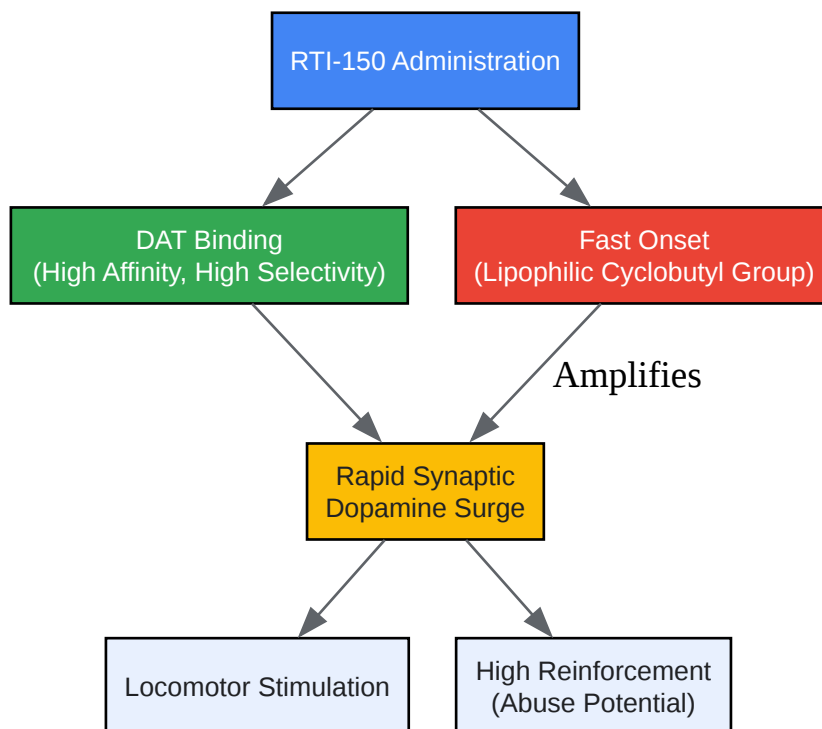 RTI-150 Administration
DAT Binding
(High Affinity, High Selectivity)
Fast Onset
(Lipophilic Cyclobutyl Group)
Amplifies
Rapid Synaptic
Dopamine Surge
Locomotor Stimulation
High Reinforcement
(Abuse Potential)